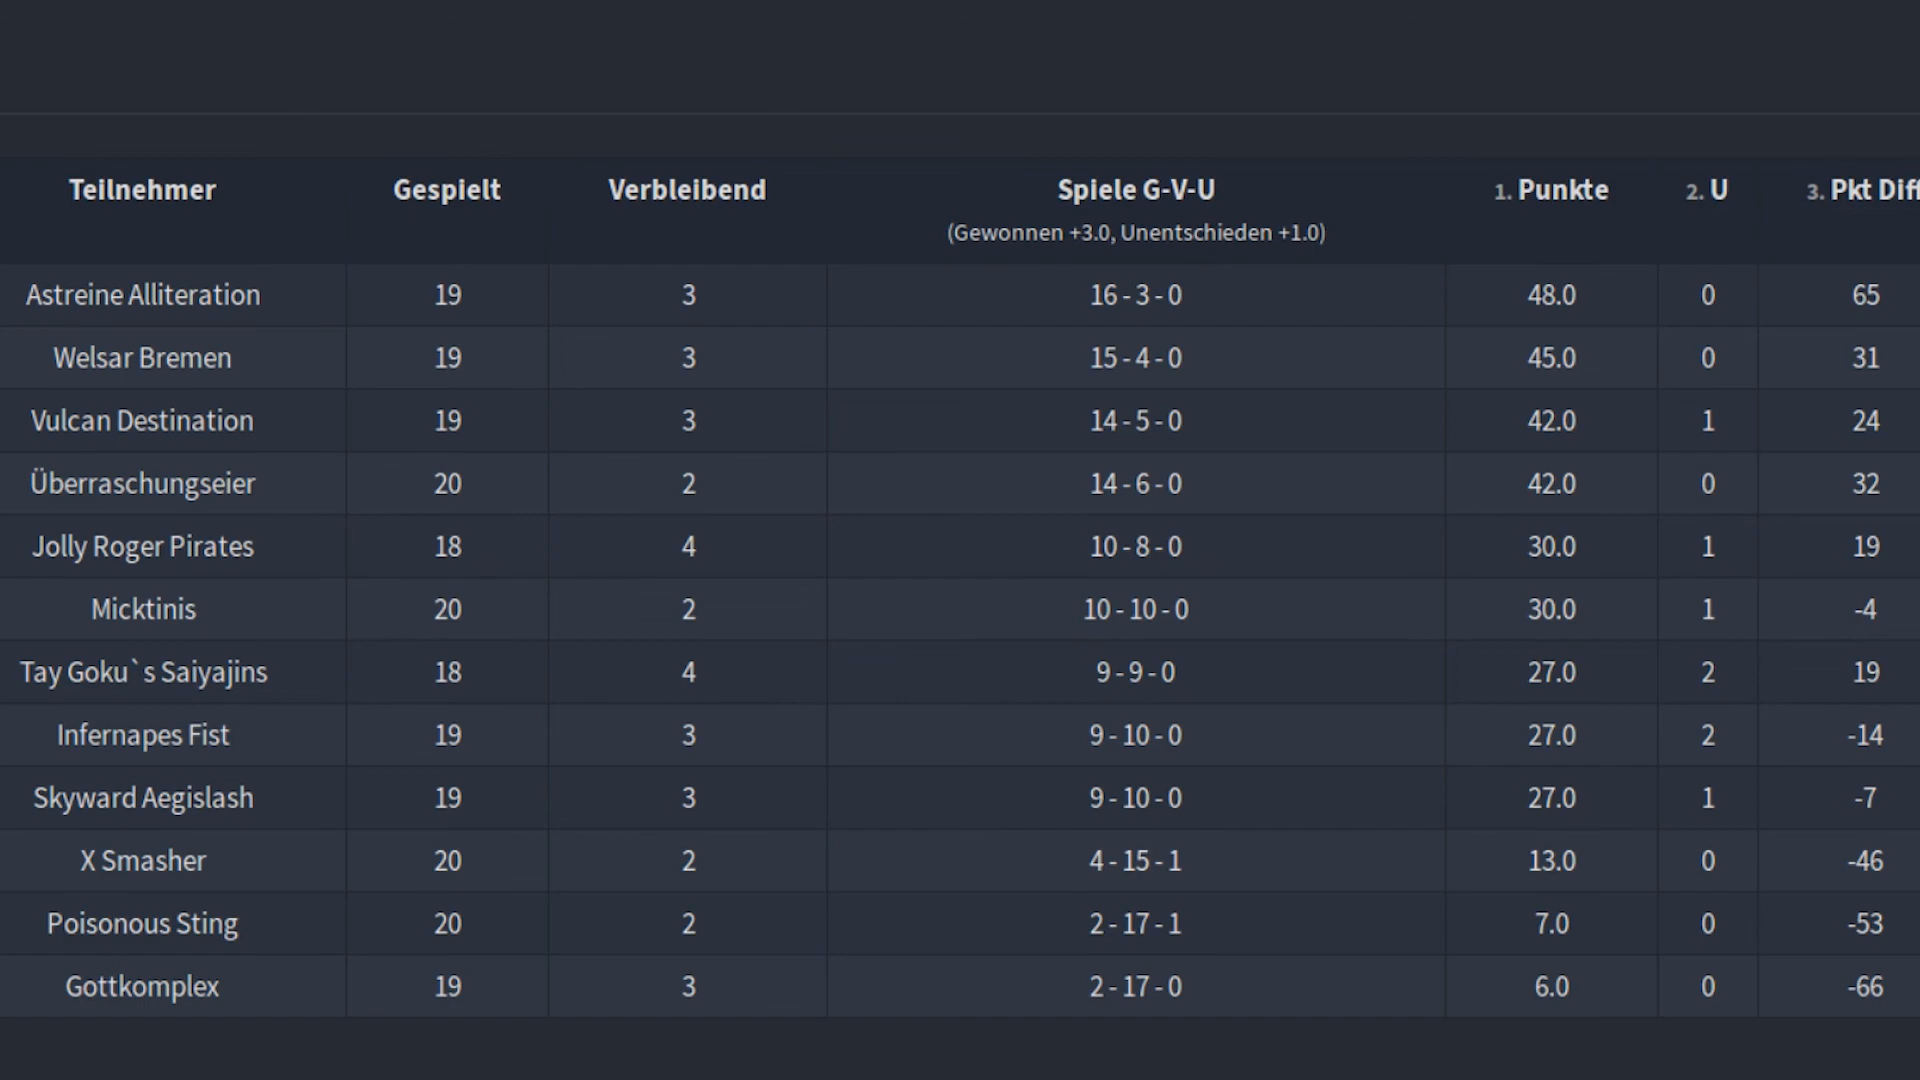 Teilnehmer Gespielt Verbleibend Spiele G-V-U 1. Punkte 2. U 3. Pkt Diff
(Gewonnen +3.0, Unentschieden +1.0)
Astreine Alliteration 19 3 16 - 3 - 0 48.0 0 65
Welsar Bremen 19 3 15 - 4 - 0 45.0 0 31
Vulcan Destination 19 3 14 - 5 - 0 42.0 1 24
Überraschungseier 20 2 14 - 6 - 0 42.0 0 32
Jolly Roger Pirates 18 4 10 - 8 - 0 30.0 1 19
Micktinis 20 2 10 - 10 - 0 30.0 1 -4
Tay Goku`s Saiyajins 18 4 9 - 9 - 0 27.0 2 19
Infernapes Fist 19 3 9 - 10 - 0 27.0 2 -14
Skyward Aegislash 19 3 9 - 10 - 0 27.0 1 -7
X Smasher 20 2 4 - 15 - 1 13.0 0 -46
Poisonous Sting 20 2 2 - 17 - 1 7.0 0 -53
Gottkomplex 19 3 2 - 17 - 0 6.0 0 -66